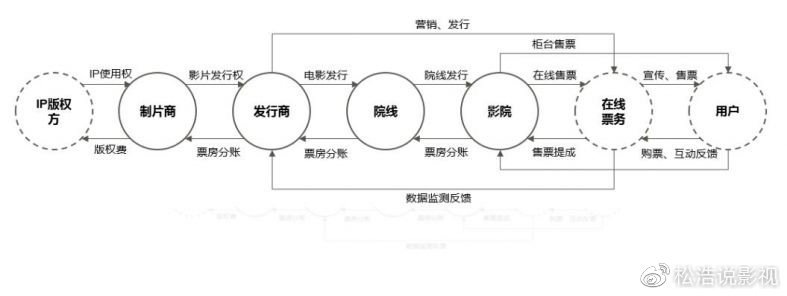 营销、发行
柜台售票
IP使用权
影片发行权
电影发行
院线发行
在线售票
宣传、售票
IP版权
方
制片商
发行商
院线
影院
在线
票务
用户
版权费
票房分账
票房分账
票房分账
售票提成
购票、互动反馈
数据监测反馈
松浩说影视